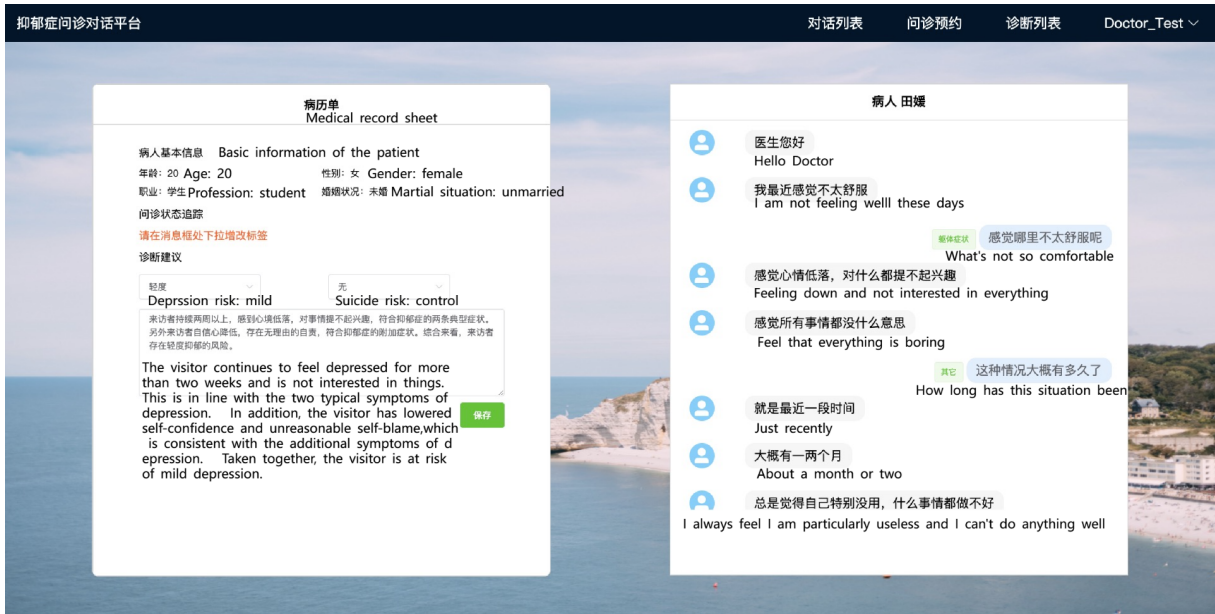 抑郁症问诊对话平台 对话列表 问诊预约 诊断列表 Doctor_Test
病历单
Medical record sheet
病人基本信息 Basic information of the patient
年龄：20 Age: 20 性别：女 Gender: female
职业：学生 Profession: student 婚姻状况：未婚 Martial situation: unmarried
问诊状态追踪
请在消息框处下拉增改标签
诊断建议
轻度 无
Deprssion risk: mild Suicide risk: control
来访者持续两周以上，感到心境低落，对事情提不起兴趣，符合抑郁症的两条典型症状。
另外来访者自信心降低，存在无理由的自责，符合抑郁症的附加症状。综合来看，来访者
存在轻度抑郁的风险。
The visitor continues to feel depressed for more
than two weeks and is not interested in things.
This is in line with the two typical symptoms of
depression. In addition, the visitor has lowered
self-confidence and unreasonable self-blame,which
is consistent with the additional symptoms of d
epression. Taken together, the visitor is at risk
of mild depression.
保存
病人 田媛
医生您好
Hello Doctor
我最近感觉不太舒服
I am not feeling welll these days
躯体症状 感觉哪里不太舒服呢
What's not so comfortable
感觉心情低落，对什么都提不起兴趣
Feeling down and not interested in everything
感觉所有事情都没什么意思
Feel that everything is boring
其它 这种情况大概有多久了
How long has this situation been
就是最近一段时间
Just recently
大概有一两个月
About a month or two
总是觉得自己特别没用，什么事情都做不好
I always feel I am particularly useless and I can't do anything well